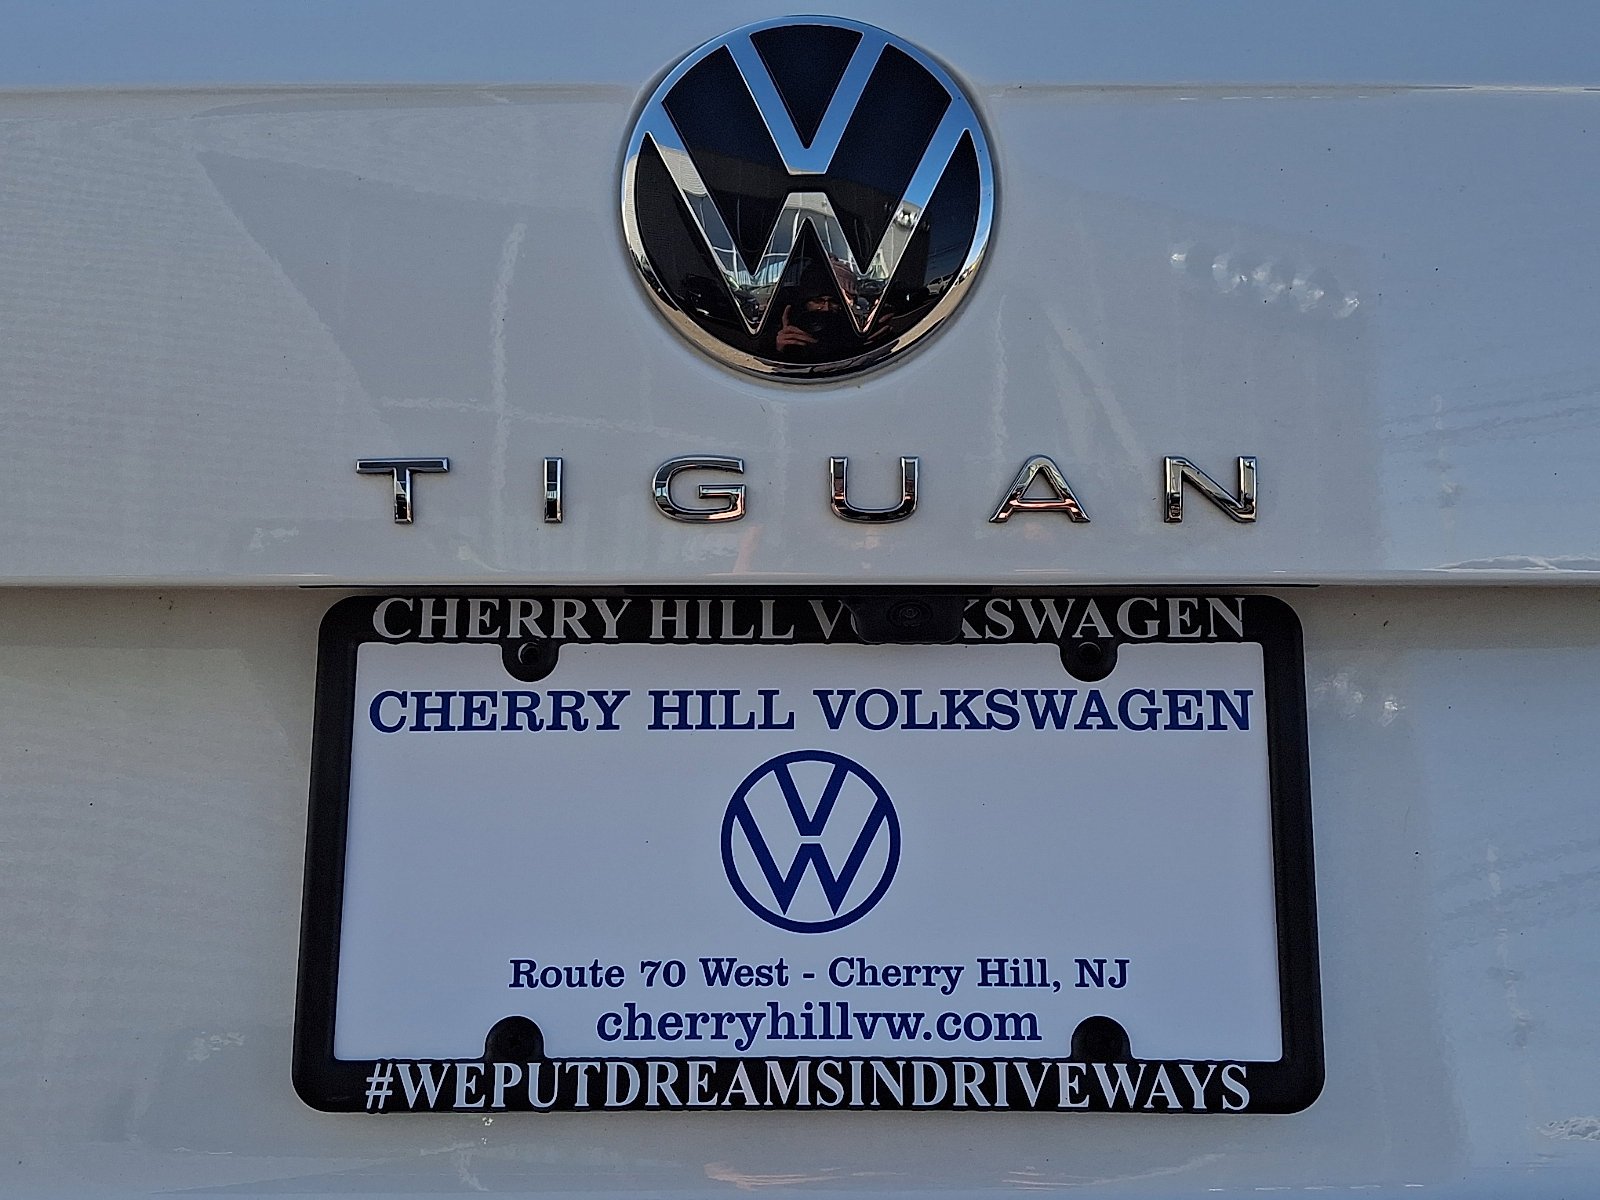 TIGUAN
CHERRY HILL VOLKSWAGEN
CHERRY HILL VOLKSWAGEN
Route 70 West - Cherry Hill, NJ
cherryhillvw.com
#WEPUTDREAMSINDRIVEWAYS